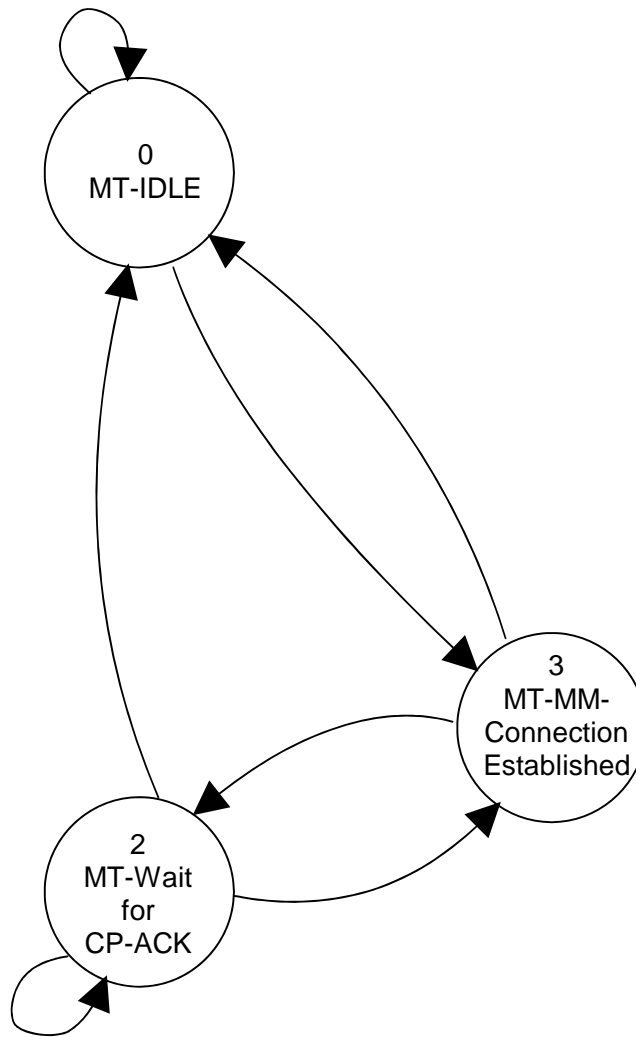 0
MT-IDLE
3
MT-MM-
Connection
Established
2
MT-Wait
for
CP-ACK